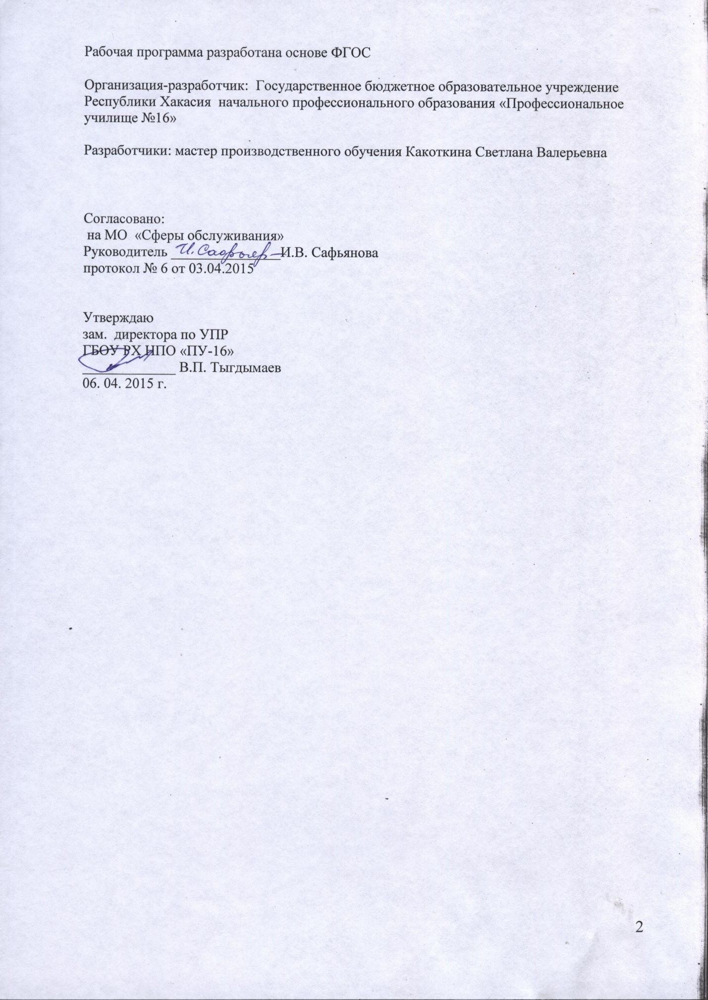 Рабочая программа разработана основе ФГОС
Организация-разработчик: Государственное бюджетное образовательное учреждение
Республики Хакасия начального профессионального образования «Профессиональное
училище №16»
Разработчики: мастер производственного обучения Какоткина Светлана Валерьевна
Согласовано:
на МО «Сферы обслуживания»
Руководитель И. Сафьян И.В. Сафьянова
протокол № 6 от 03.04.2015
Утверждаю
зам. директора по УПР
ГБОУ РХ НПО «ПУ-16»
В.П. Тыгдымаев
06. 04. 2015 г.
2